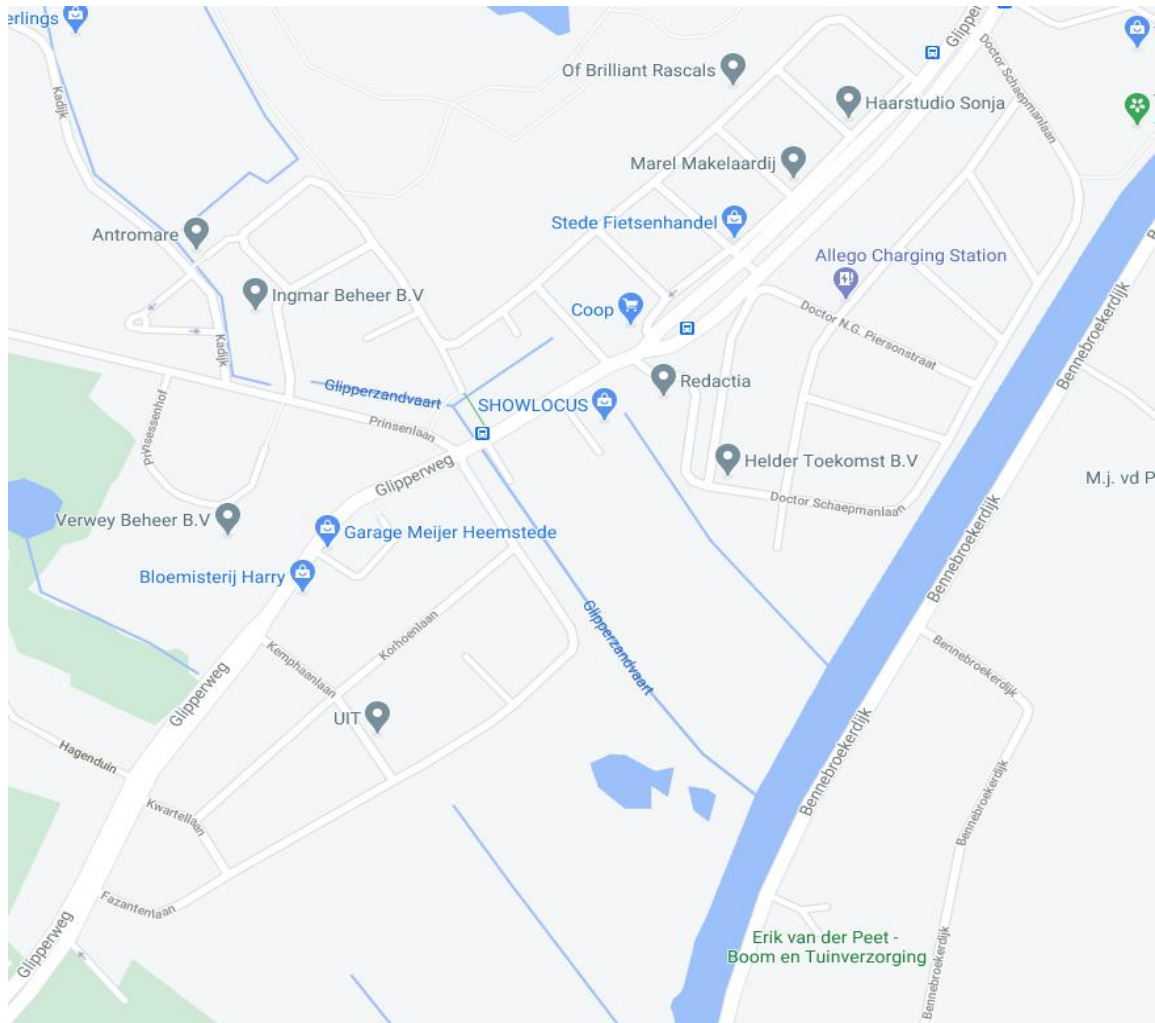 erlings
Glipperweg
Doctor Schaepmanlaan
Of Brilliant Rascals
Kadijk
Haarstudio Sonja
Marel Makelaardij
Stede Fietsenhandel
Antromare
Allego Charging Station
Ingmar Beheer B.V
Coop
Doctor N.G. Piersonstraat
Bennebroekerdijk
Kadijk
Redactia
Glipperzandvaart
SHOWLOCUS
Prinsenlaan
Prinsessenhof
Glipperweg
Helder Toekomst B.V
M.j. vd P
Doctor Schaepmanlaan
Verwey Beheer B.V
Garage Meijer Heemstede
Bennebroekerdijk
Bloemisterij Harry
Korhoenlaan
Glipperzandvaart
Kemphaanlaan
Bennebroekerdijk
Glipperweg
UIT
Hagenduin
Bennebroekerdijk
Kwartellaan
Bennebroekerdijk
Fazantenlaan
Glipperweg
Erik van der Peet -
Boom en Tuinverzorging
Bennebroekerdijk